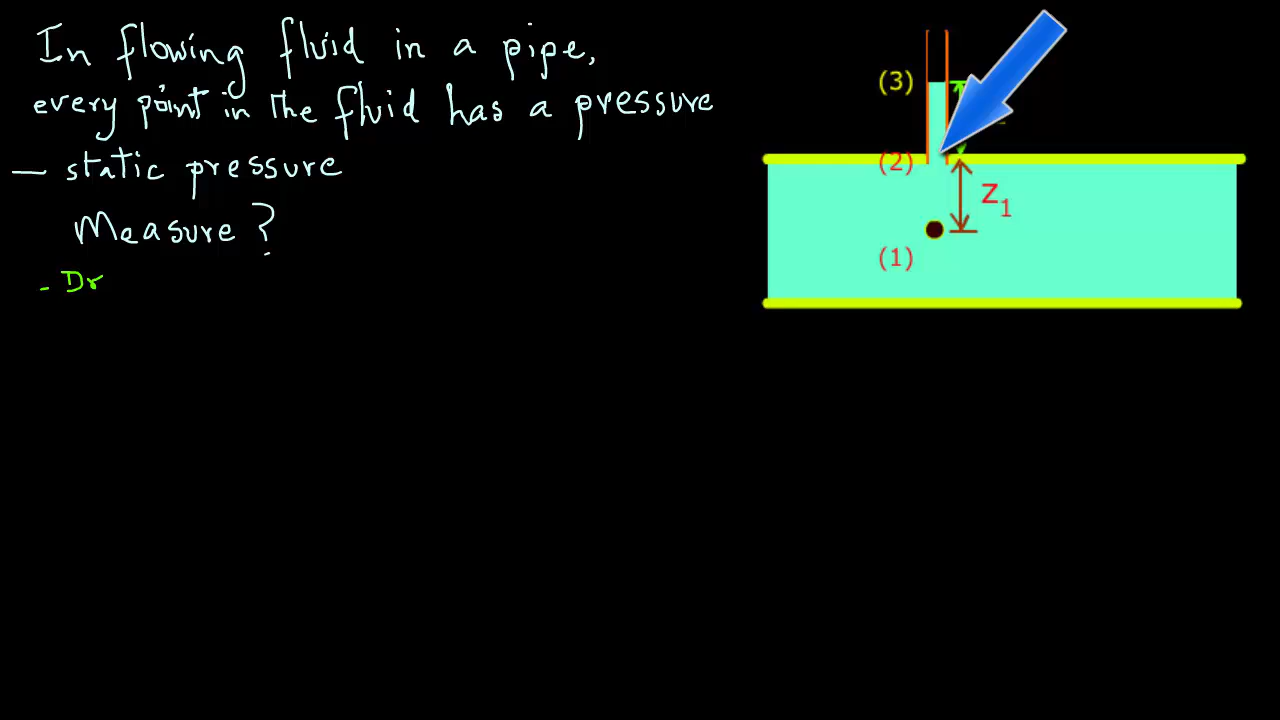 In flowing fluid in a pipe,
every point in the fluid has a pressure
— static pressure
Measure?
- Dr
(3)
(2)
Z1
(1)